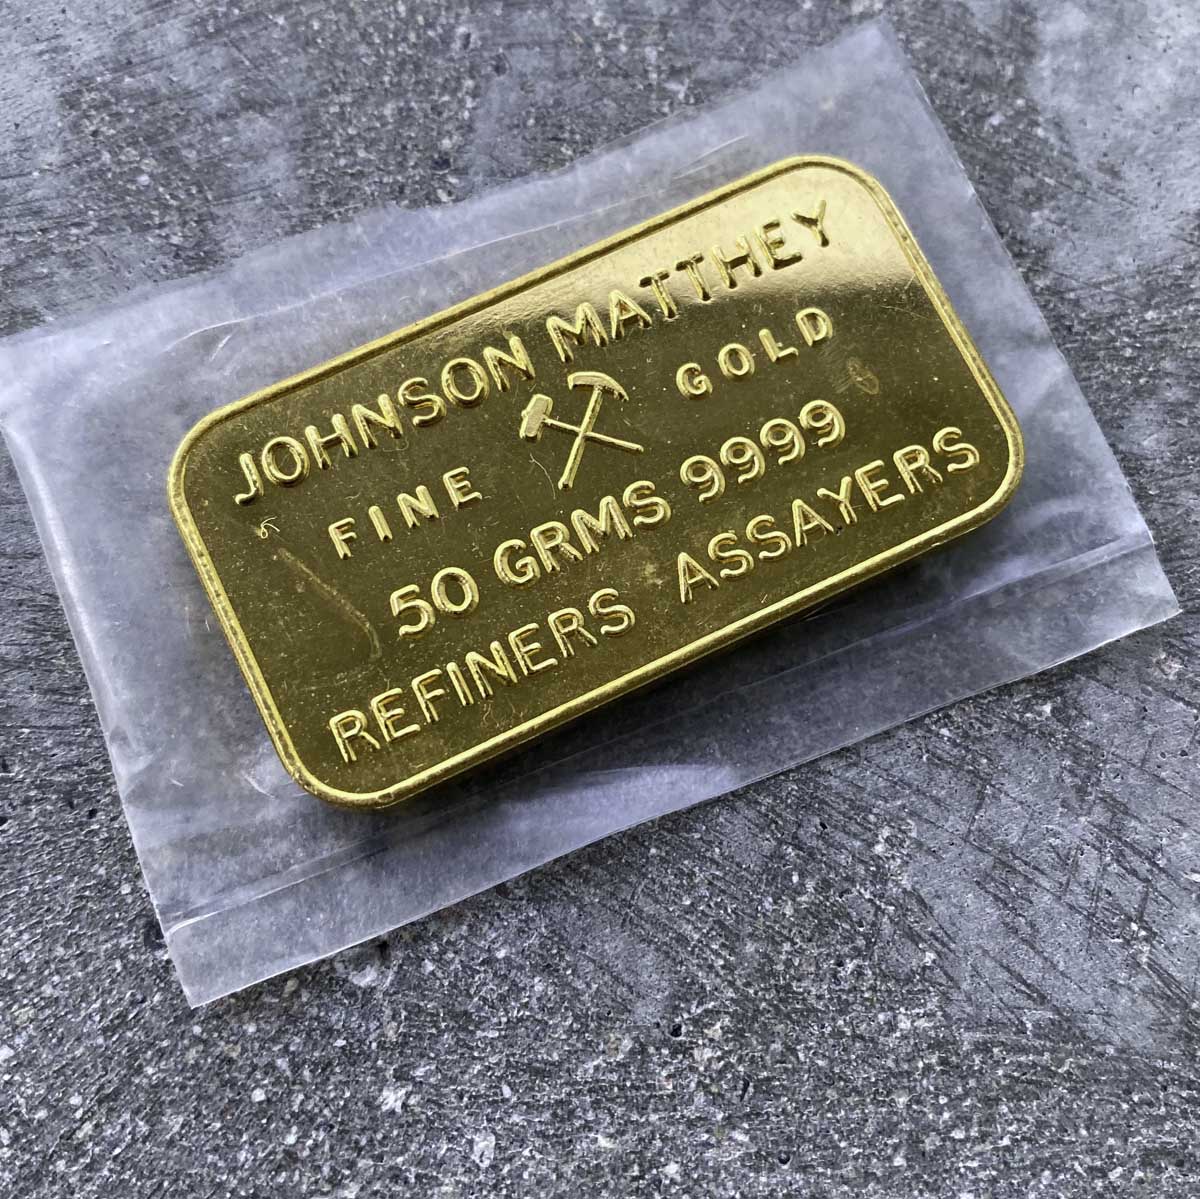 JOHNSON MATTHEY
FINE GOLD
50 GRMS 9999
REFINERS ASSAYERS